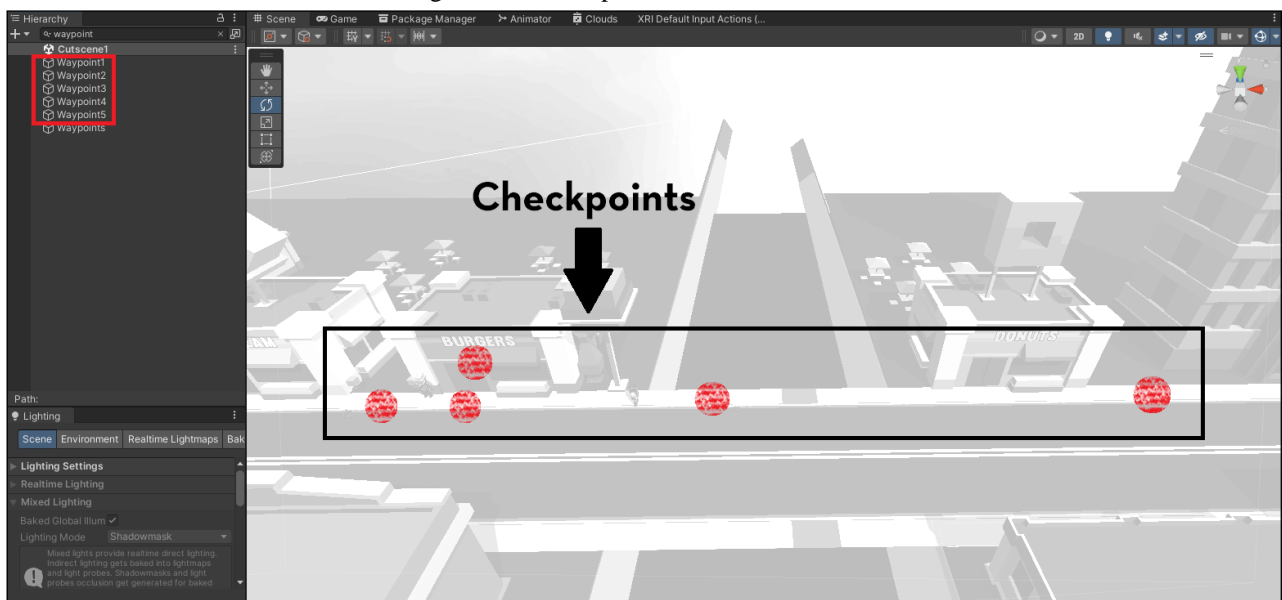 Hierarchy
Scene
Game
Package Manager
Animator
Clouds
XRI Default Input Actions (...
waypoint
2D
Cutscene1
Waypoint1
Waypoint2
Waypoint3
Waypoint4
Waypoint5
Waypoints
Checkpoints
BURGERS
DONUTS
Path:
Lighting
Scene
Environment
Realtime Lightmaps
Bak
Lighting Settings
Realtime Lighting
Mixed Lighting
Baked Global Illum
Lighting Mode
Shadowmask
Mixed lights provide realtime direct lighting.
Indirect lighting gets baked into lightmaps
and light probes. Shadowmasks and light
probes occlusion get generated for baked